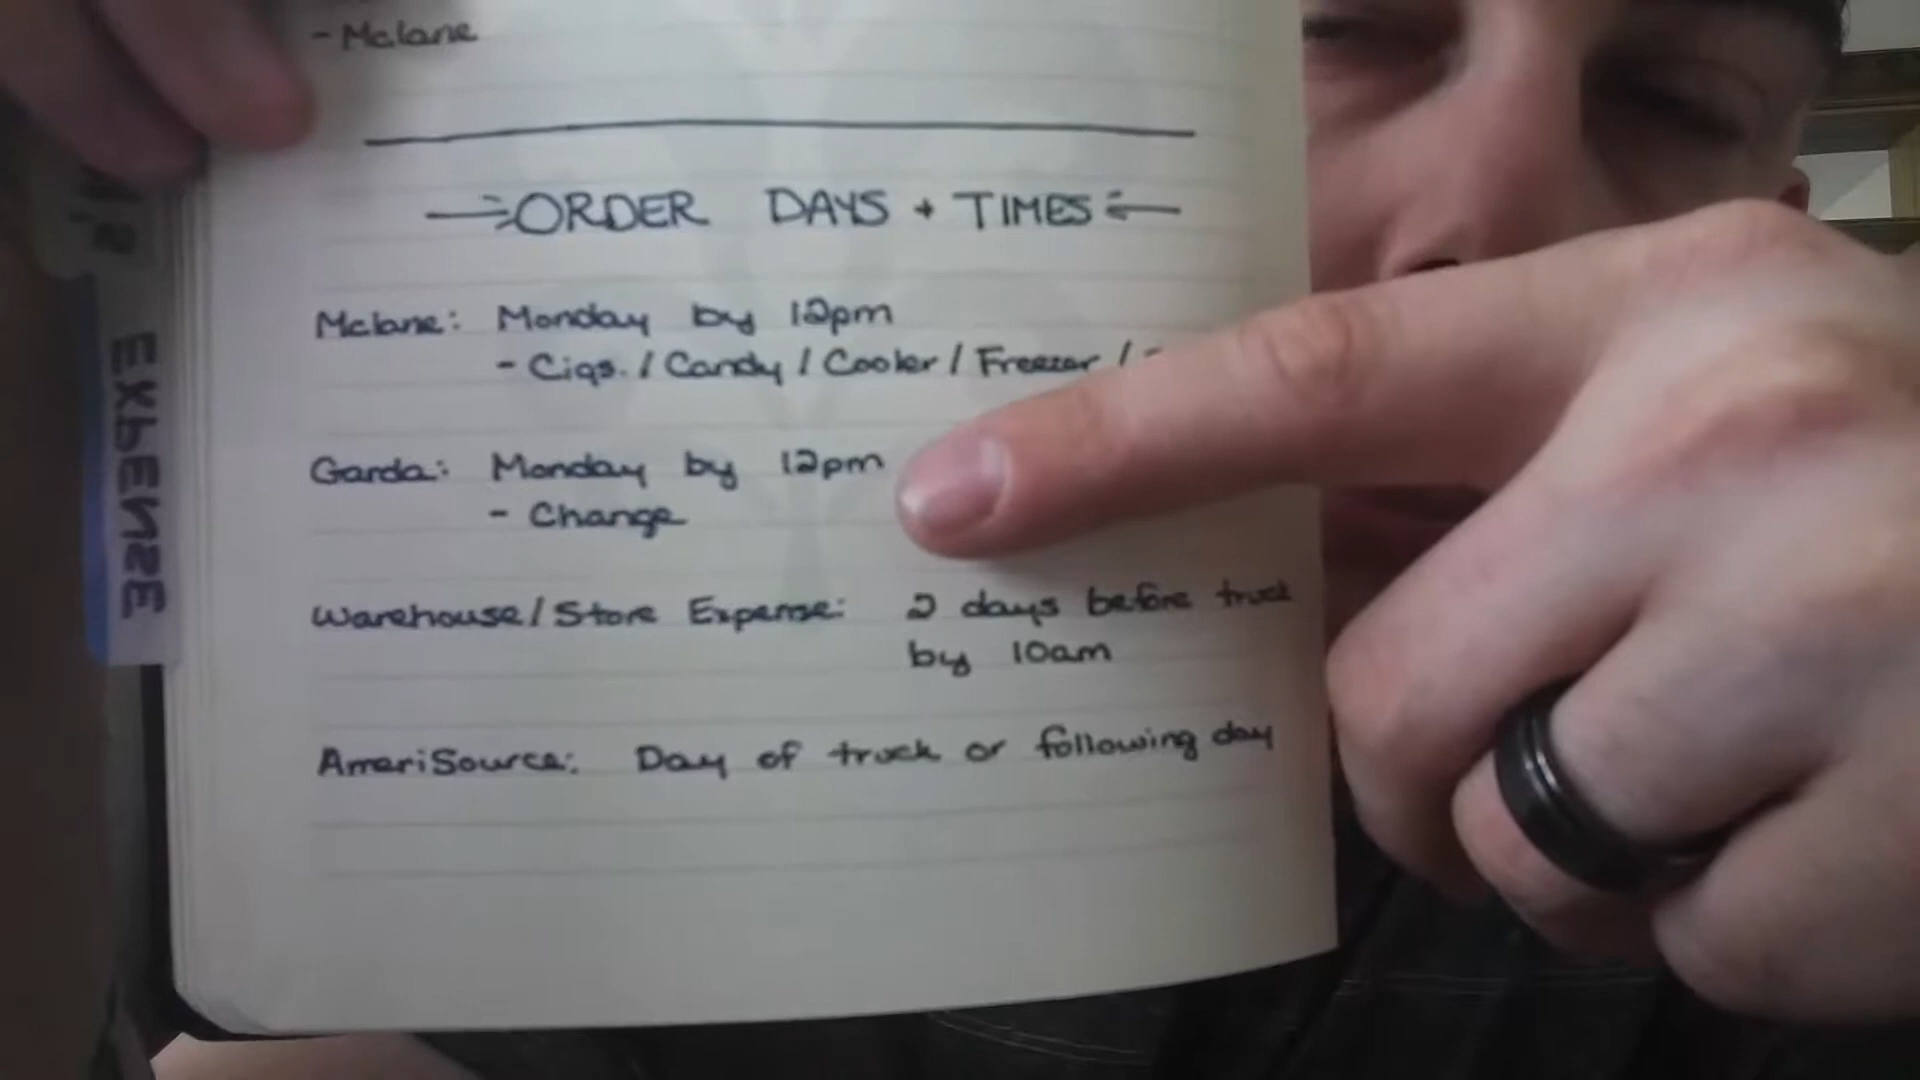 - Mclane
ORDER DAYS + TIMES
Mclane: Monday by 12pm
- Cigs. / Candy / Cooler / Freezer /
Garda: Monday by 12pm
- Change
Warehouse/Store Expense: 2 days before truck
by 10am
AmeriSource: Day of truck or following day
EXPENSE